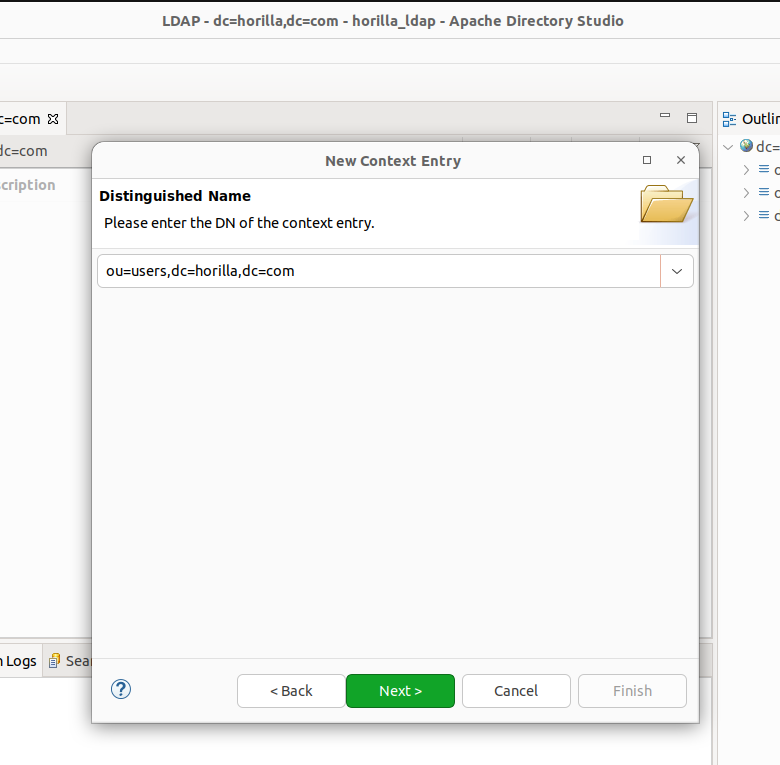 LDAP - dc=horilla,dc=com - horilla_ldap - Apache Directory Studio
c=com
Outlin
dc=com
dc=
New Context Entry
cription
Distinguished Name
Please enter the DN of the context entry.
ou=users,dc=horilla,dc=com
o
o
o
n Logs
Sear
?
< Back
Next >
Cancel
Finish